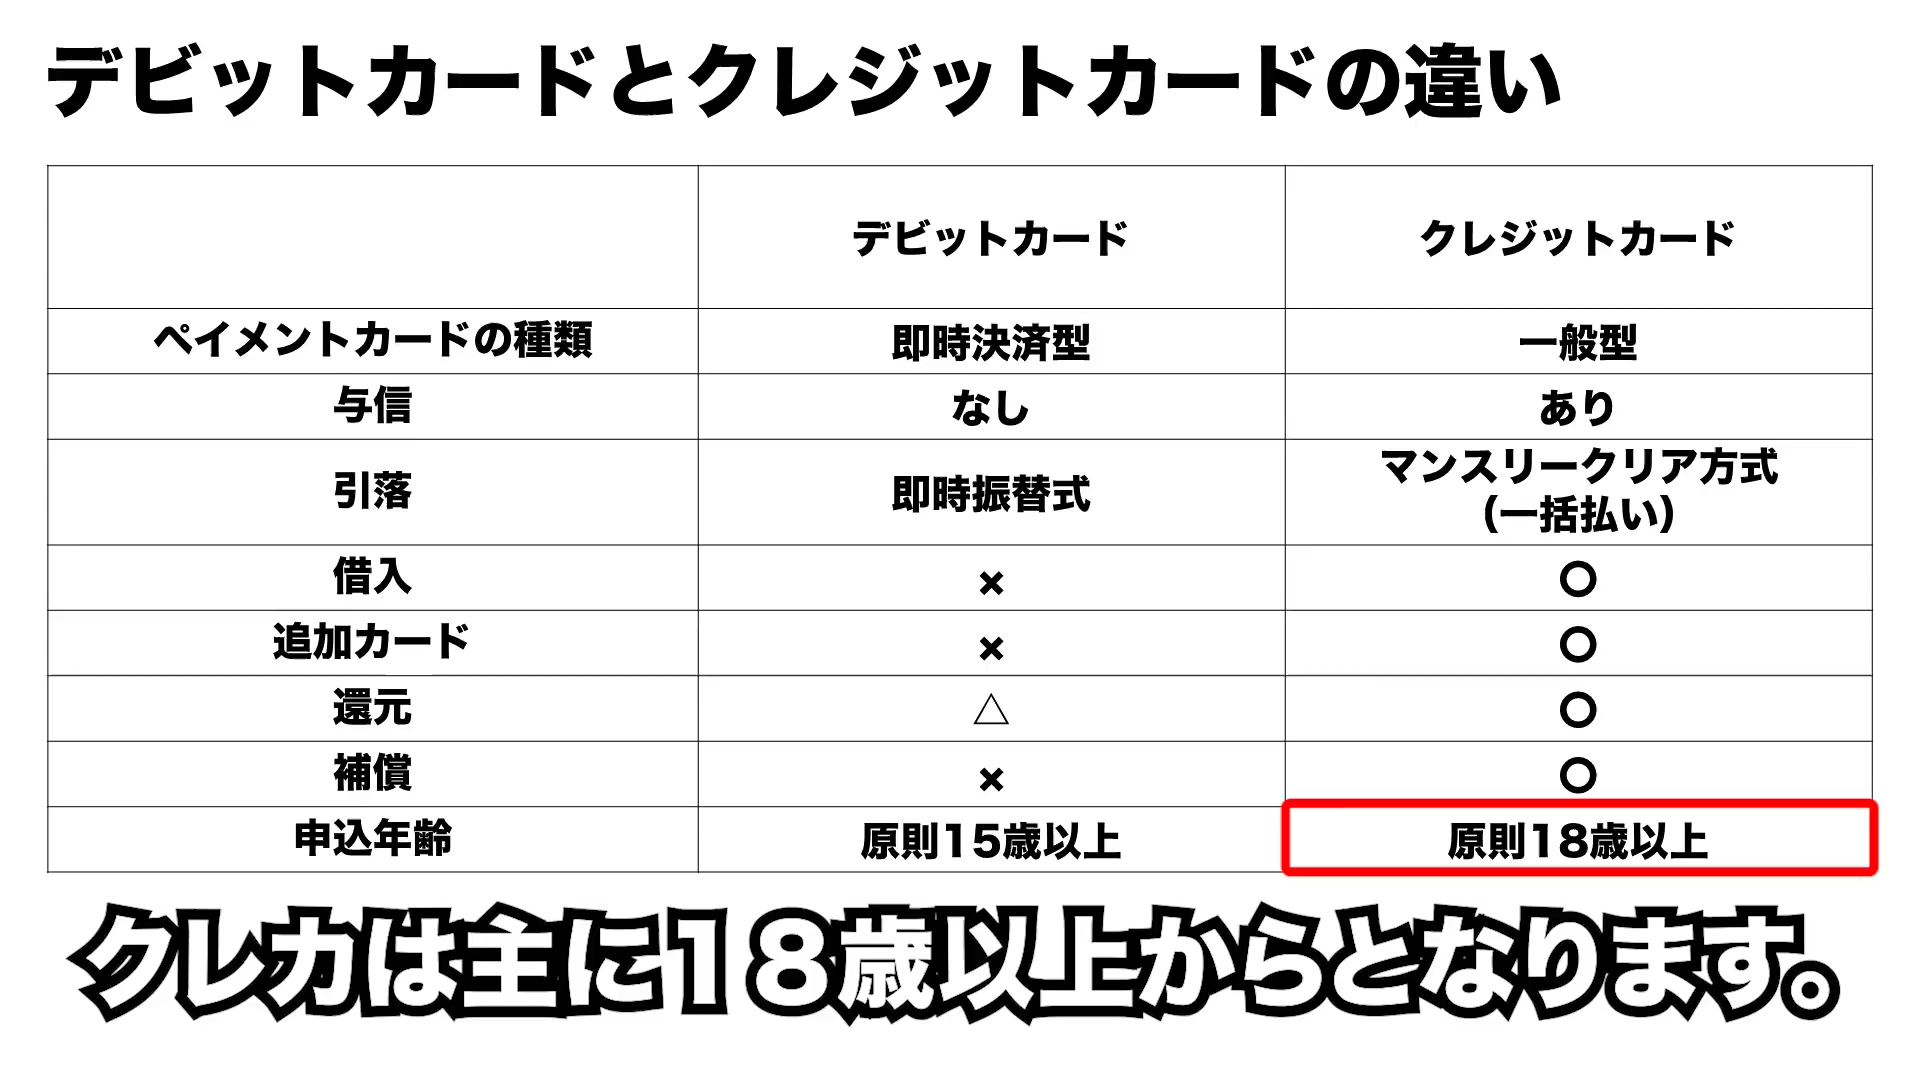 デビットカードとクレジットカードの違い
デビットカード クレジットカード
ペイメントカードの種類 即時決済型 一般型
与信 なし あり
引落 即時振替式 マンスリークリア方式
(一括払い)
借入 × ○
追加カード × ○
還元 △ ○
補償 × ○
申込年齢 原則15歳以上 原則18歳以上
クレカは主に18歳以上からとなります。